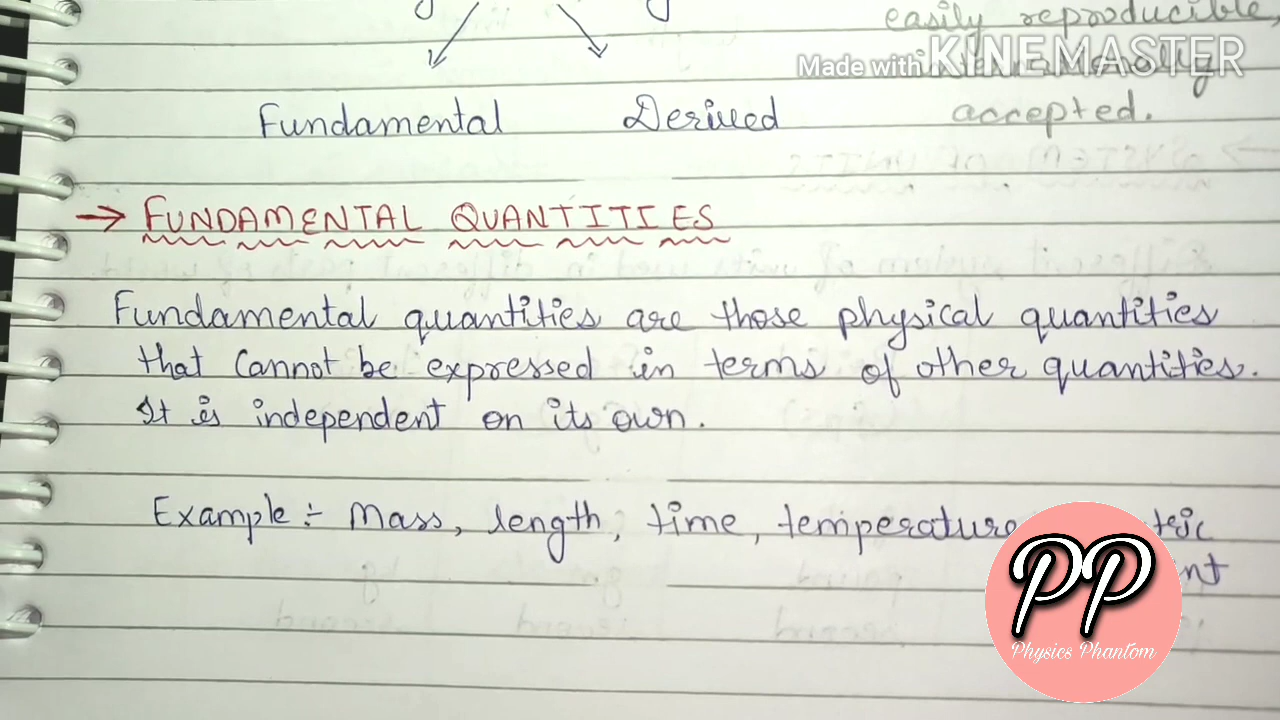 easily reproducible,
Made with KINEMASTER
accepted.
Fundamental Derived
→ FUNDAMENTAL QUANTITIES
Fundamental quantities are those physical quantities
that cannot be expressed in terms of other quantities.
It is independent on its own.
Example :- Mass, length, time, temperature
PP
Physics Phantom